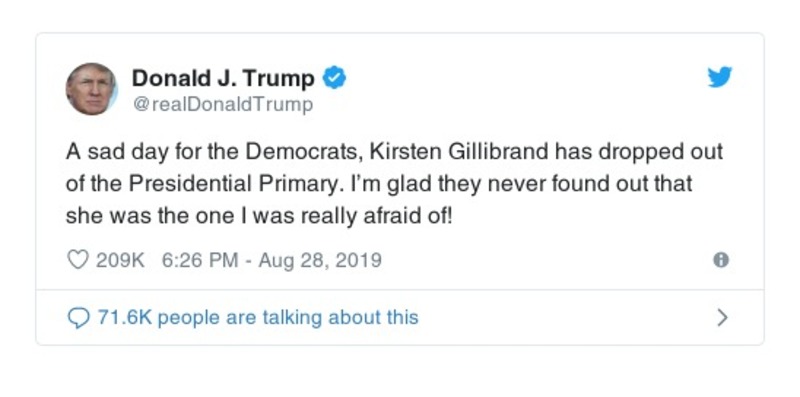 Donald J. Trump
@realDonaldTrump
A sad day for the Democrats, Kirsten Gillibrand has dropped out
of the Presidential Primary. I’m glad they never found out that
she was the one I was really afraid of!
209K 6:26 PM - Aug 28, 2019
71.6K people are talking about this